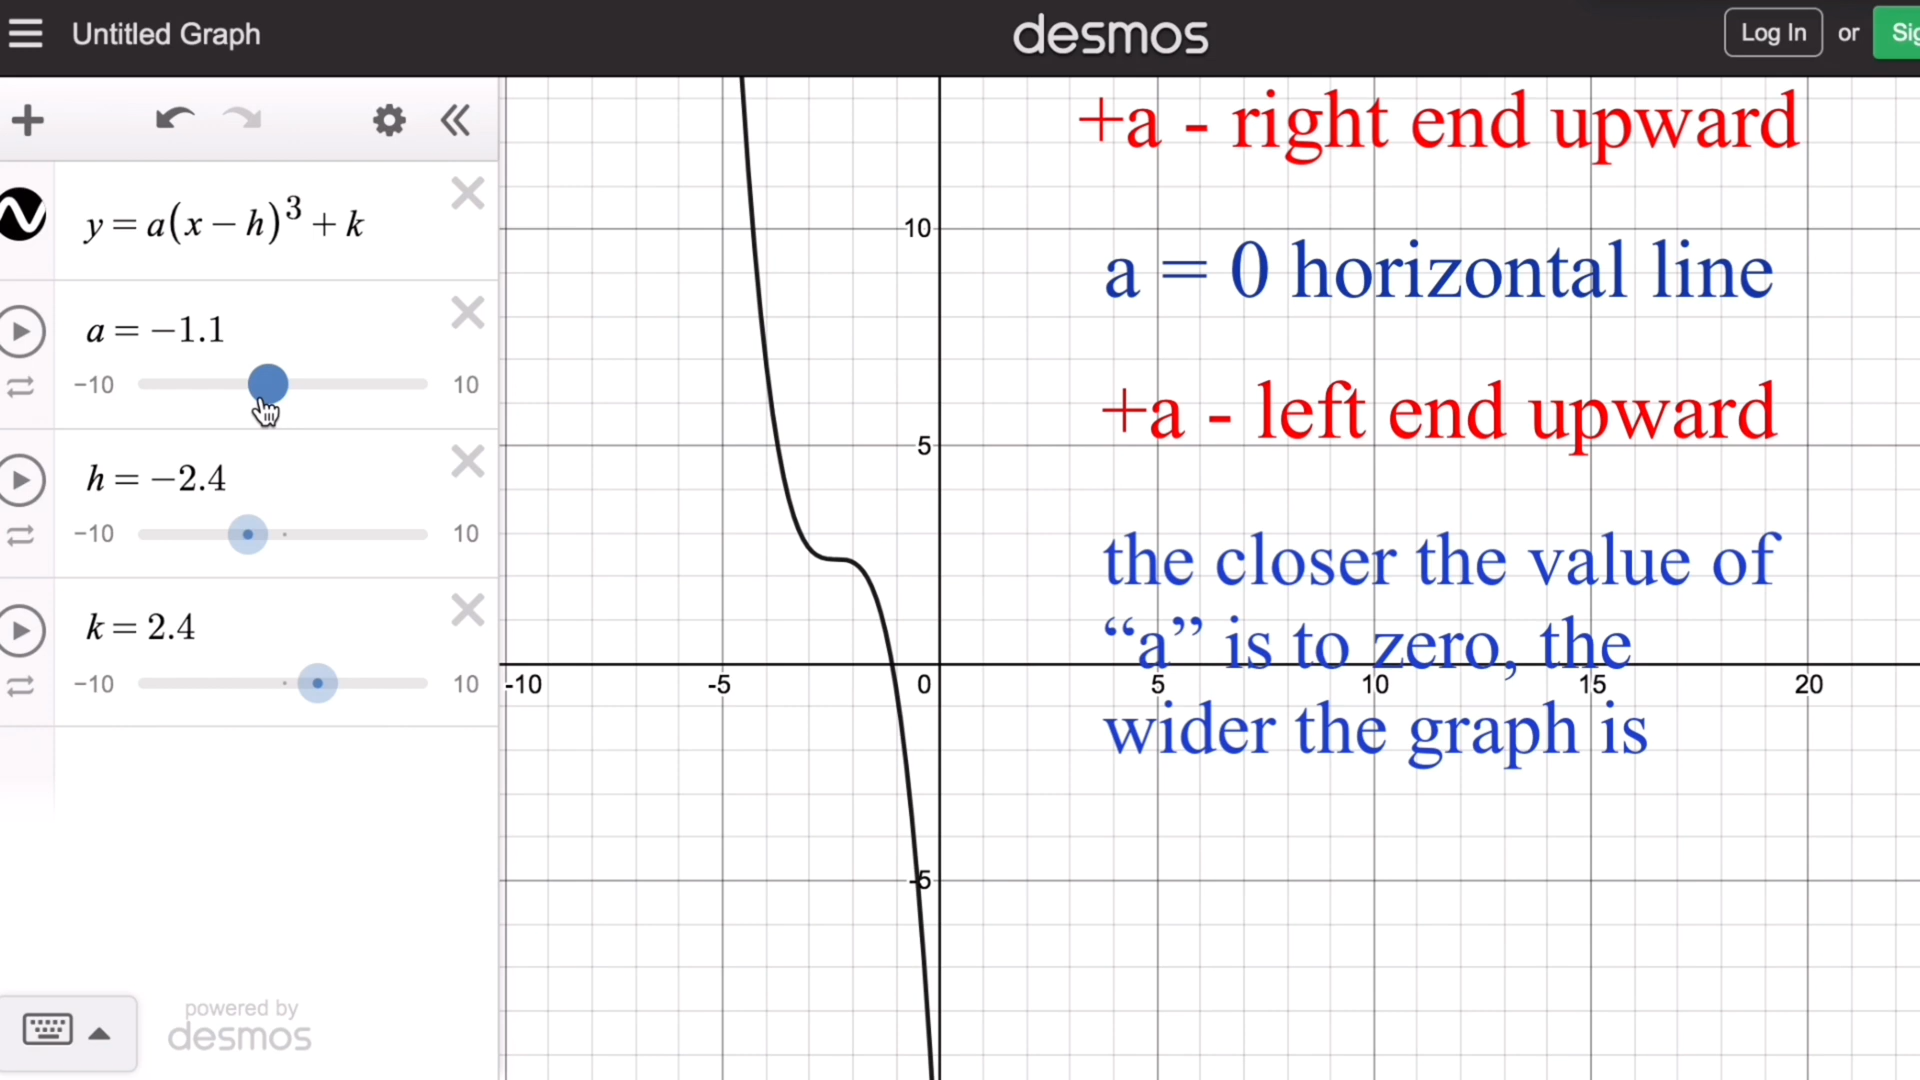 Untitled Graph
desmos
Log In or Sig
y = a(x − h)³ + k
a = −1.1
−10 10
h = −2.4
−10 10
k = 2.4
−10 10
powered by
desmos
+a - right end upward
10
a = 0 horizontal line
+a - left end upward
5
the closer the value of
“a” is to zero, the
-10 -5 0 5 10 15 20
wider the graph is
-5